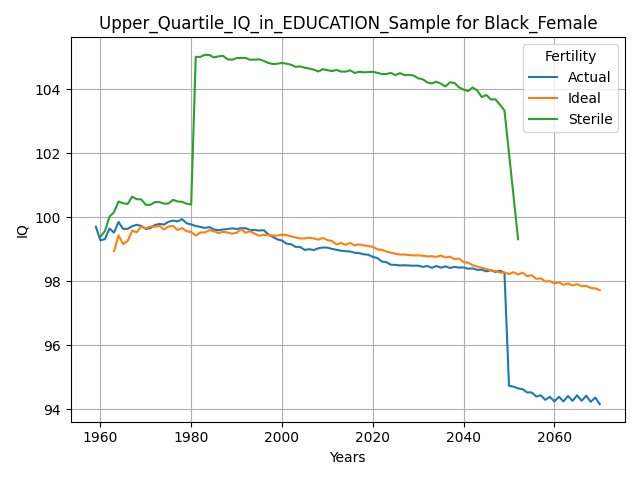 Upper_Quartile_IQ_in_EDUCATION_Sample for Black_Female
Fertility
Actual
Ideal
Sterile
104
102
100
98
96
94
IQ
1960
1980
2000
2020
2040
2060
Years